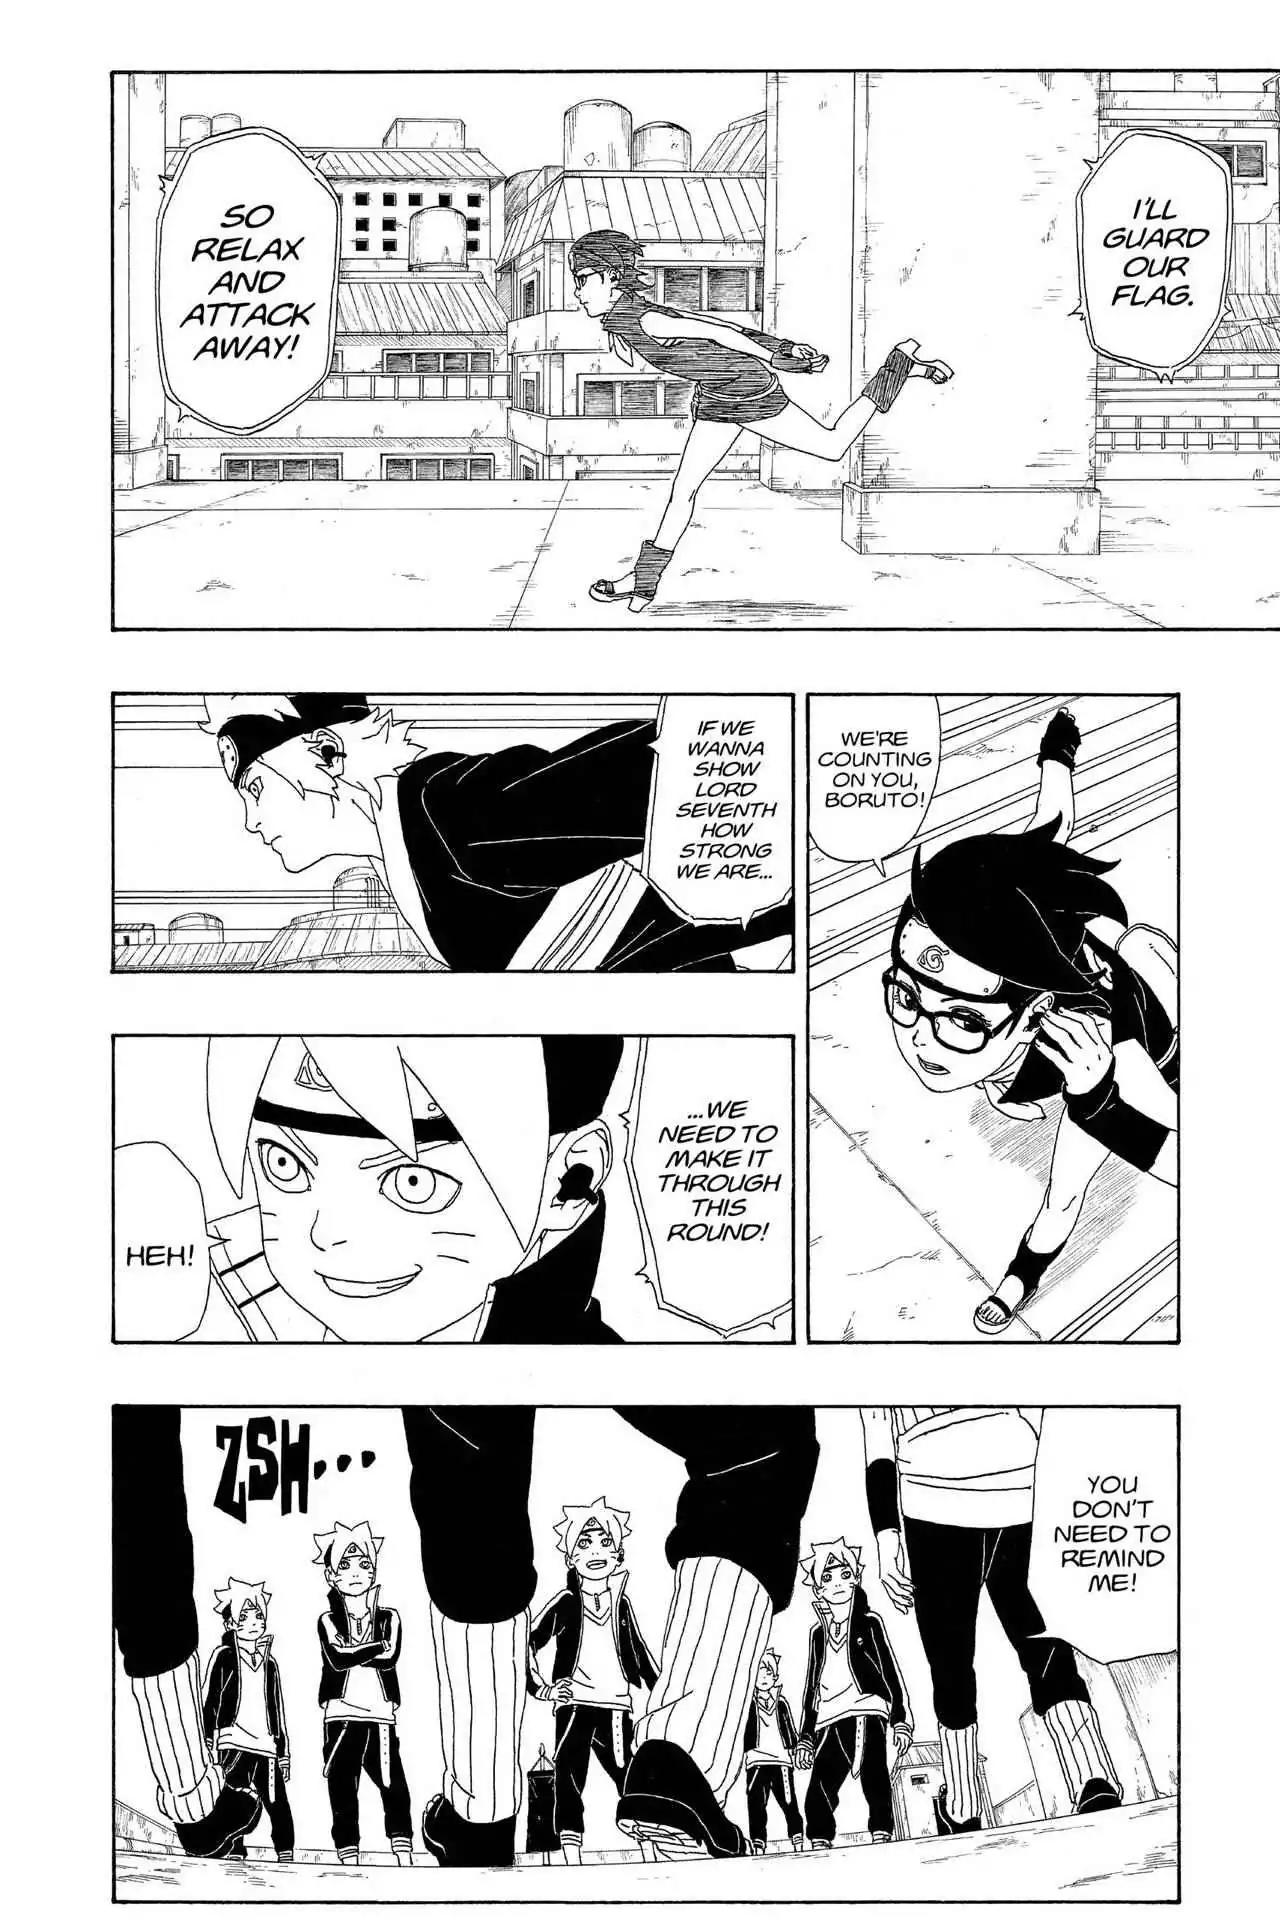 I'LL
GUARD
OUR
FLAG.
SO
RELAX
AND
ATTACK
AWAY!
WE'RE
COUNTING
ON YOU,
BORUTO!
IF WE
WANNA
SHOW
LORD
SEVENTH
HOW
STRONG
WE ARE...
...WE
NEED TO
MAKE IT
THROUGH
THIS
ROUND!
HEH!
YOU
DON'T
NEED TO
REMIND
ME!
ZSH...